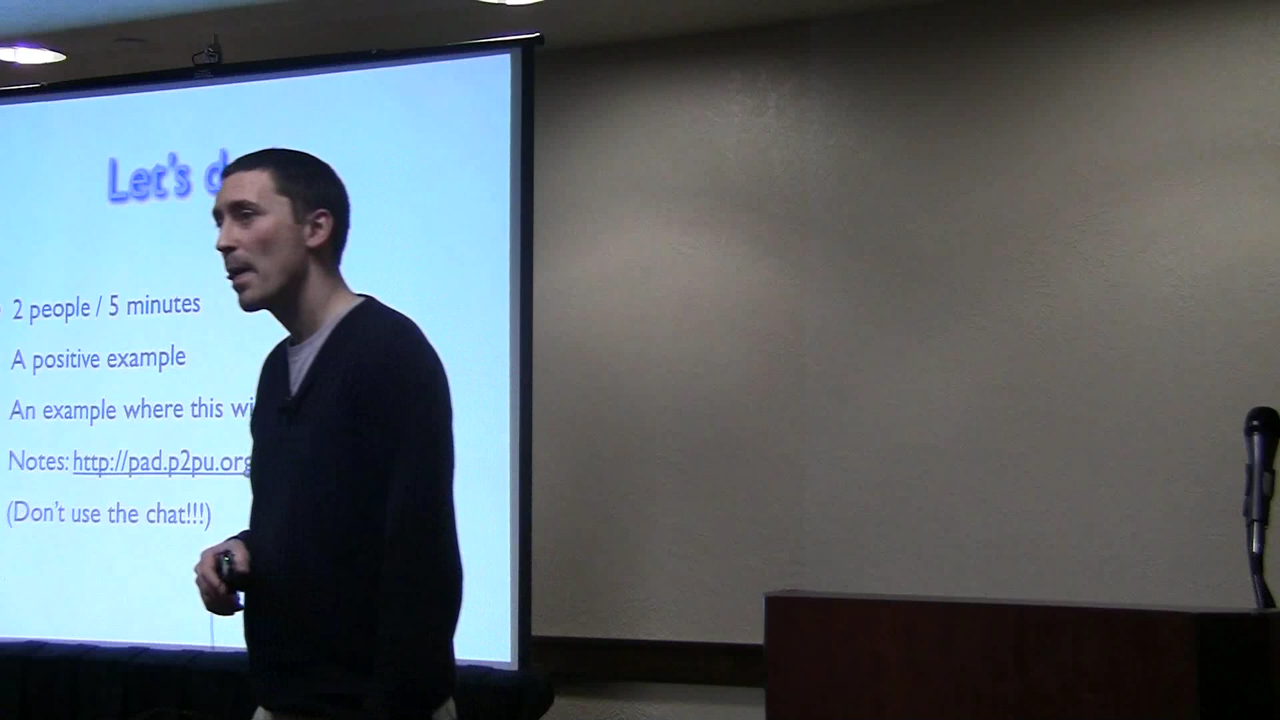 Let's
2 people / 5 minutes
A positive example
An example where this
Notes: http://pad.p2pu.org
(Don't use the chat!!!)